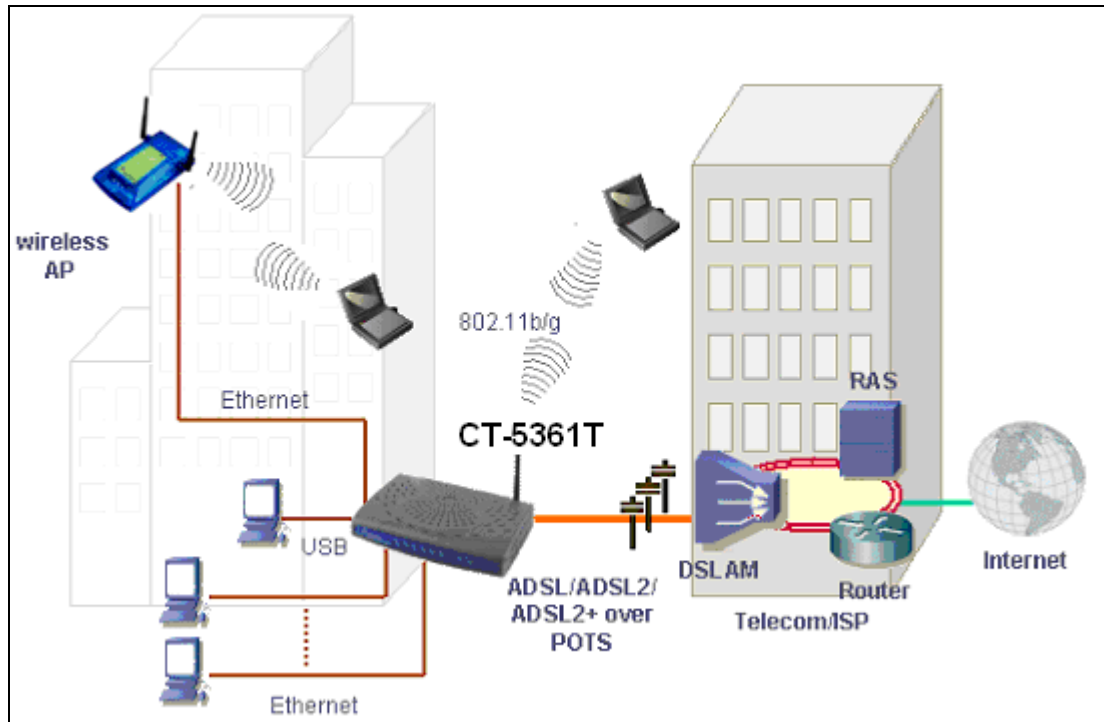 wireless
AP
802.11b/g
Ethernet
CT-5361T
RAS
USB
DSLAM
Router
Internet
ADSL/ADSL2/
ADSL2+ over
POTS
Telecom/ISP
Ethernet